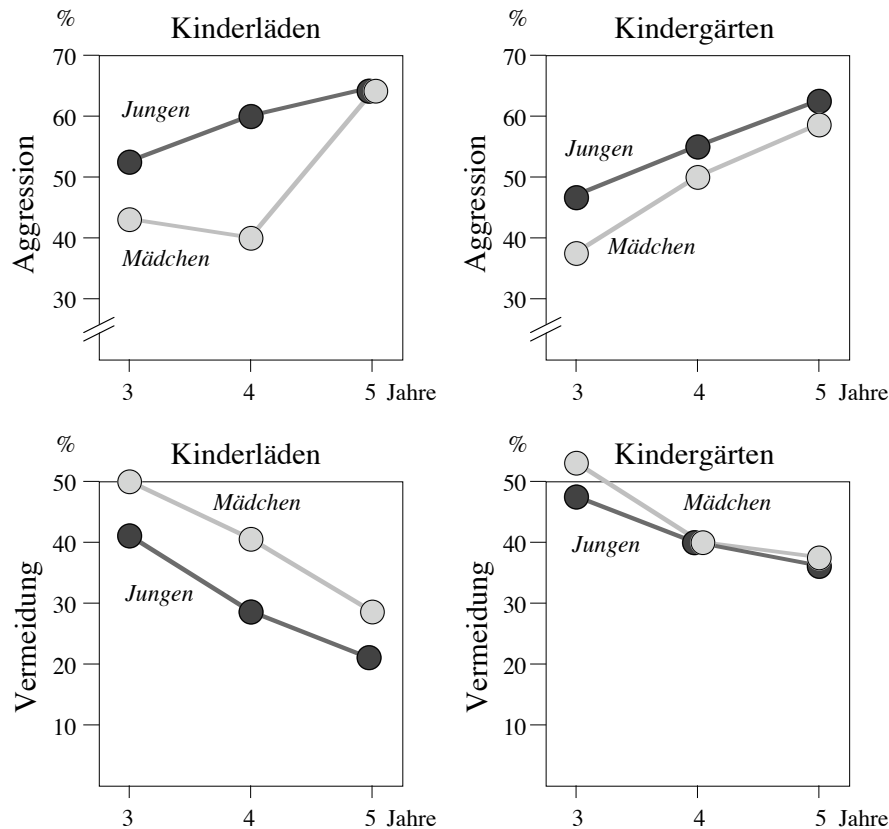 %
Kinderläden
70
60
50
40
30
Aggression
Jungen
Mädchen
3 4 5 Jahre
%
Kindergärten
70
60
50
40
30
Aggression
Jungen
Mädchen
3 4 5 Jahre
%
Kinderläden
50
40
30
20
10
Vermeidung
Mädchen
Jungen
3 4 5 Jahre
%
Kindergärten
50
40
30
20
10
Vermeidung
Mädchen
Jungen
3 4 5 Jahre